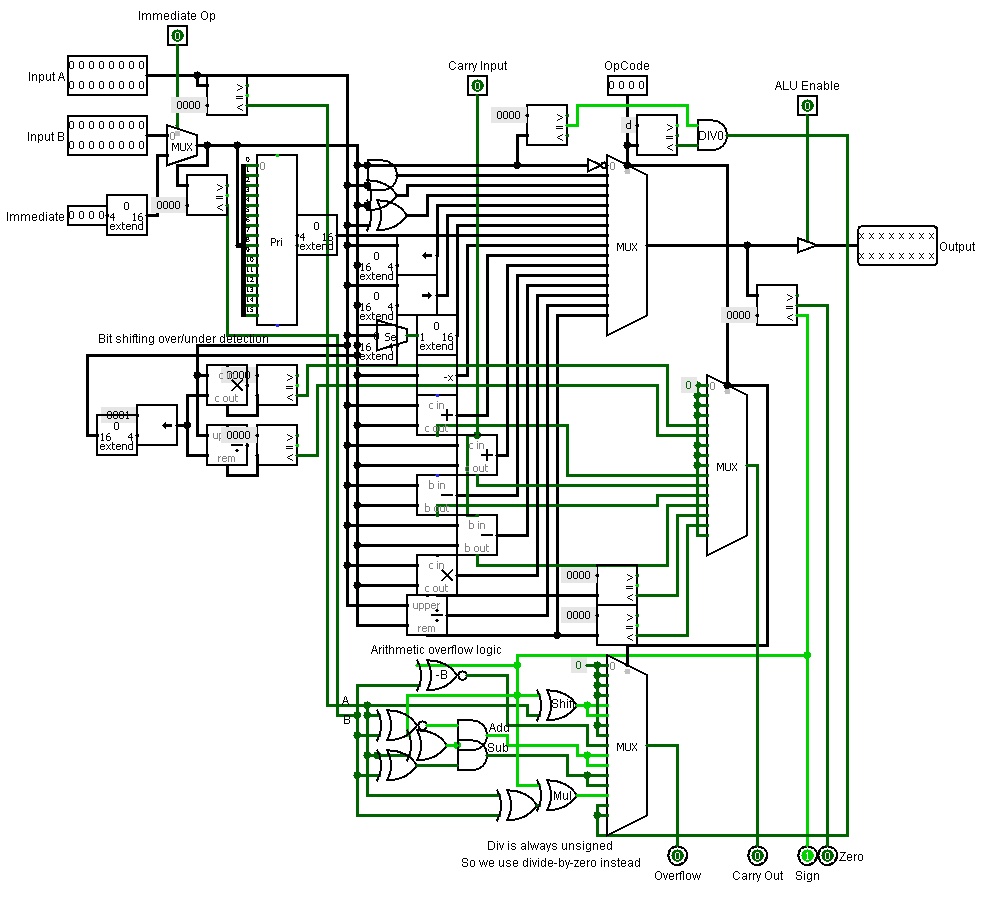 Immediate Op
0
Input A
0 0 0 0 0 0 0 0
0 0 0 0 0 0 0 0
Carry Input
0
OpCode
0 0 0 0
ALU Enable
0
0000
>
=
<
0000
>
=
<
d
>
=
<
DIV0
Input B
0 0 0 0 0 0 0 0
0 0 0 0 0 0 0 0
0
MUX
0
0
0000
>
=
<
Immediate
0 0 0 0
0
4 16
extend
Pri
0
4 16
extend
MUX
x x x x x x x x
x x x x x x x x
Output
0
16 4
extend
0
16 4
extend
0000
>
=
<
Bit shifting over/under detection
Se
16 4
extend
0
1 16
extend
c in
×
c out
0000
>
=
<
-x
0
0
0001
0
16 4
extend
c in
+
c out
up
÷
rem
0000
>
=
<
c in
+
out
MUX
b in
−
b out
b in
−
b out
c in
×
c out
0000
>
=
<
upper
÷
rem
0000
>
=
<
Arithmetic overflow logic
-B
0
0
A
B
Shift
Add
Sub
MUX
Mul
Div is always unsigned
So we use divide-by-zero instead
0
0
1
0
Zero
Overflow
Carry Out
Sign